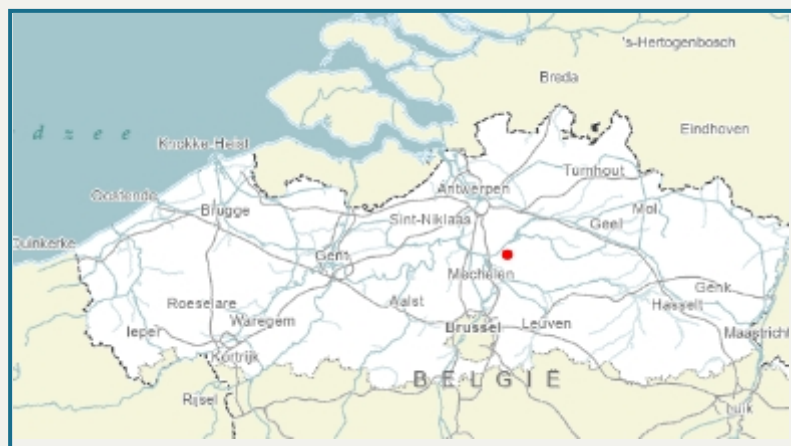 's-Hertogenbosch
Breda
Eindhoven
d z e e
Knokke-Heist
Turnhout
Antwerpen
Oostende
Mol
Brugge
Sint-Niklaas
Geel
Duinkerke
Gent
Mechelen
Genk
Roeselare
Aalst
Hasselt
Waregem
Brussel
Leuven
Ieper
Maastricht
Kortrijk
BELGIË
Rijsel
Luik